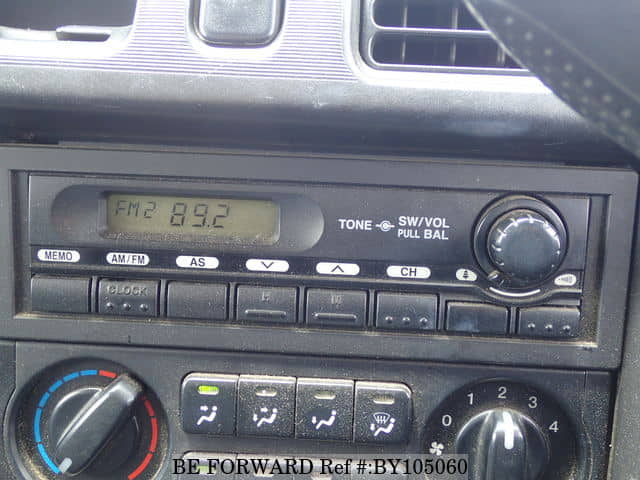 FM2 89.2
TONE SW/VOL
PULL BAL
MEMO AM/FM AS CH
CLOCK H M
0 1 2 3 4
BE FORWARD Ref #:BY105060